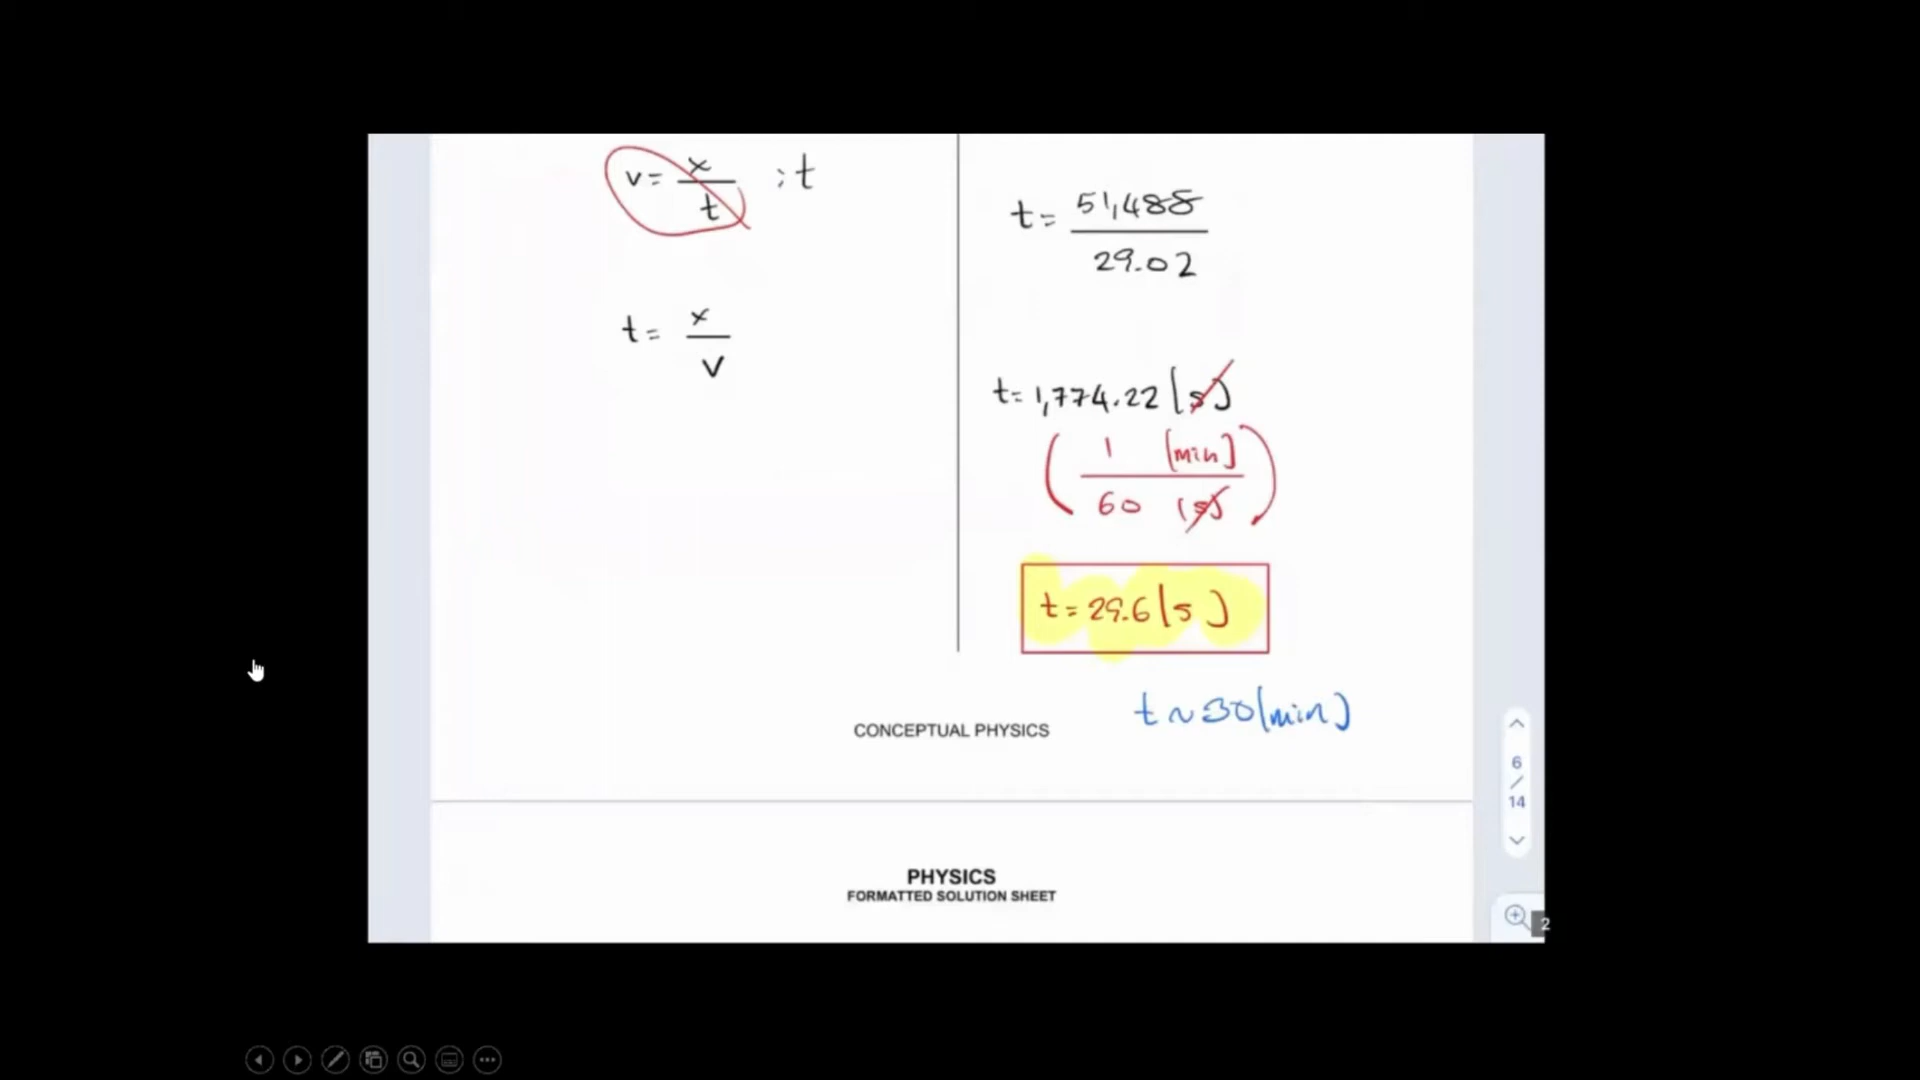 v = x / t ; t
t = x / v
t = 51,488 / 29.02
t = 1,774.22 [s]
( 1 [min] / 60 [s] )
t = 29.6 [s]
t ~ 30 [min]
CONCEPTUAL PHYSICS
PHYSICS
FORMATTED SOLUTION SHEET
6
/
14
2